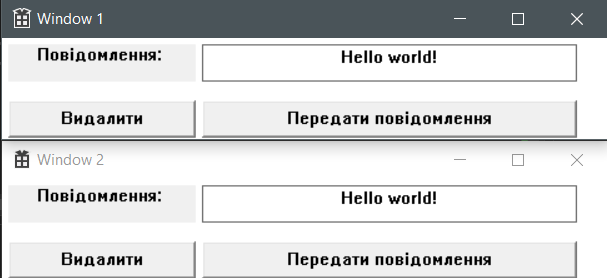 Window 1
Повідомлення: Hello world!
Видалити Передати повідомлення
Window 2
Повідомлення: Hello world!
Видалити Передати повідомлення